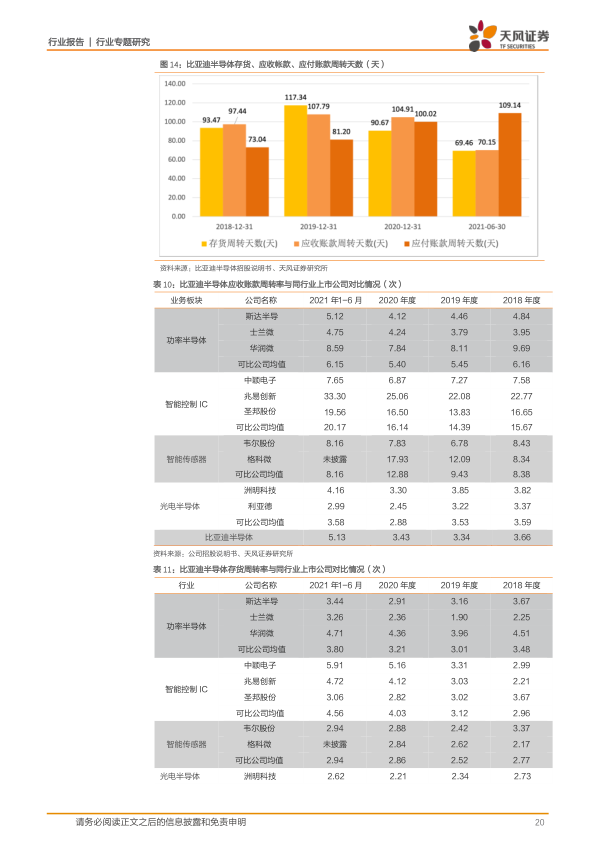 行业报告 | 行业专题研究
天风证券
TF SECURITIES
图 14：比亚迪半导体存货、应收帐款、应付账款周转天数（天）
140.00
120.00
100.00
80.00
60.00
40.00
20.00
0.00
93.47 97.44 73.04
117.34 107.79 81.20
90.67 104.91 100.02
69.46 70.15 109.14
2018-12-31 2019-12-31 2020-12-31 2021-06-30
存货周转天数(天) 应收账款周转天数(天) 应付账款周转天数(天)
资料来源：比亚迪半导体招股说明书、天风证券研究所
表 10：比亚迪半导体应收账款周转率与同行业上市公司对比情况（次）
业务板块 公司名称 2021 年1-6 月 2020 年度 2019 年度 2018 年度
斯达半导 5.12 4.12 4.46 4.84
士兰微 4.75 4.24 3.79 3.95
功率半导体
华润微 8.59 7.84 8.11 9.69
可比公司均值 6.15 5.40 5.45 6.16
中颖电子 7.65 6.87 7.27 7.58
兆易创新 33.30 25.06 22.08 22.77
智能控制 IC
圣邦股份 19.56 16.50 13.83 16.65
可比公司均值 20.17 16.14 14.39 15.67
韦尔股份 8.16 7.83 6.78 8.43
智能传感器 格科微 未披露 17.93 12.09 8.34
可比公司均值 8.16 12.88 9.43 8.38
洲明科技 4.16 3.30 3.85 3.82
光电半导体 利亚德 2.99 2.45 3.22 3.37
可比公司均值 3.58 2.88 3.53 3.59
比亚迪半导体 5.13 3.43 3.34 3.66
资料来源：公司招股说明书、天风证券研究所
表 11：比亚迪半导体存货周转率与同行业上市公司对比情况（次）
行业 公司名称 2021 年1-6 月 2020 年度 2019 年度 2018 年度
斯达半导 3.44 2.91 3.16 3.67
士兰微 3.26 2.36 1.90 2.25
功率半导体
华润微 4.71 4.36 3.96 4.51
可比公司均值 3.80 3.21 3.01 3.48
中颖电子 5.91 5.16 3.31 2.99
兆易创新 4.72 4.12 3.03 2.21
智能控制 IC
圣邦股份 3.06 2.82 3.02 3.67
可比公司均值 4.56 4.03 3.12 2.96
韦尔股份 2.94 2.88 2.42 3.37
智能传感器 格科微 未披露 2.84 2.62 2.17
可比公司均值 2.94 2.86 2.52 2.77
光电半导体 洲明科技 2.62 2.21 2.34 2.73
请务必阅读正文之后的信息披露和免责申明 20